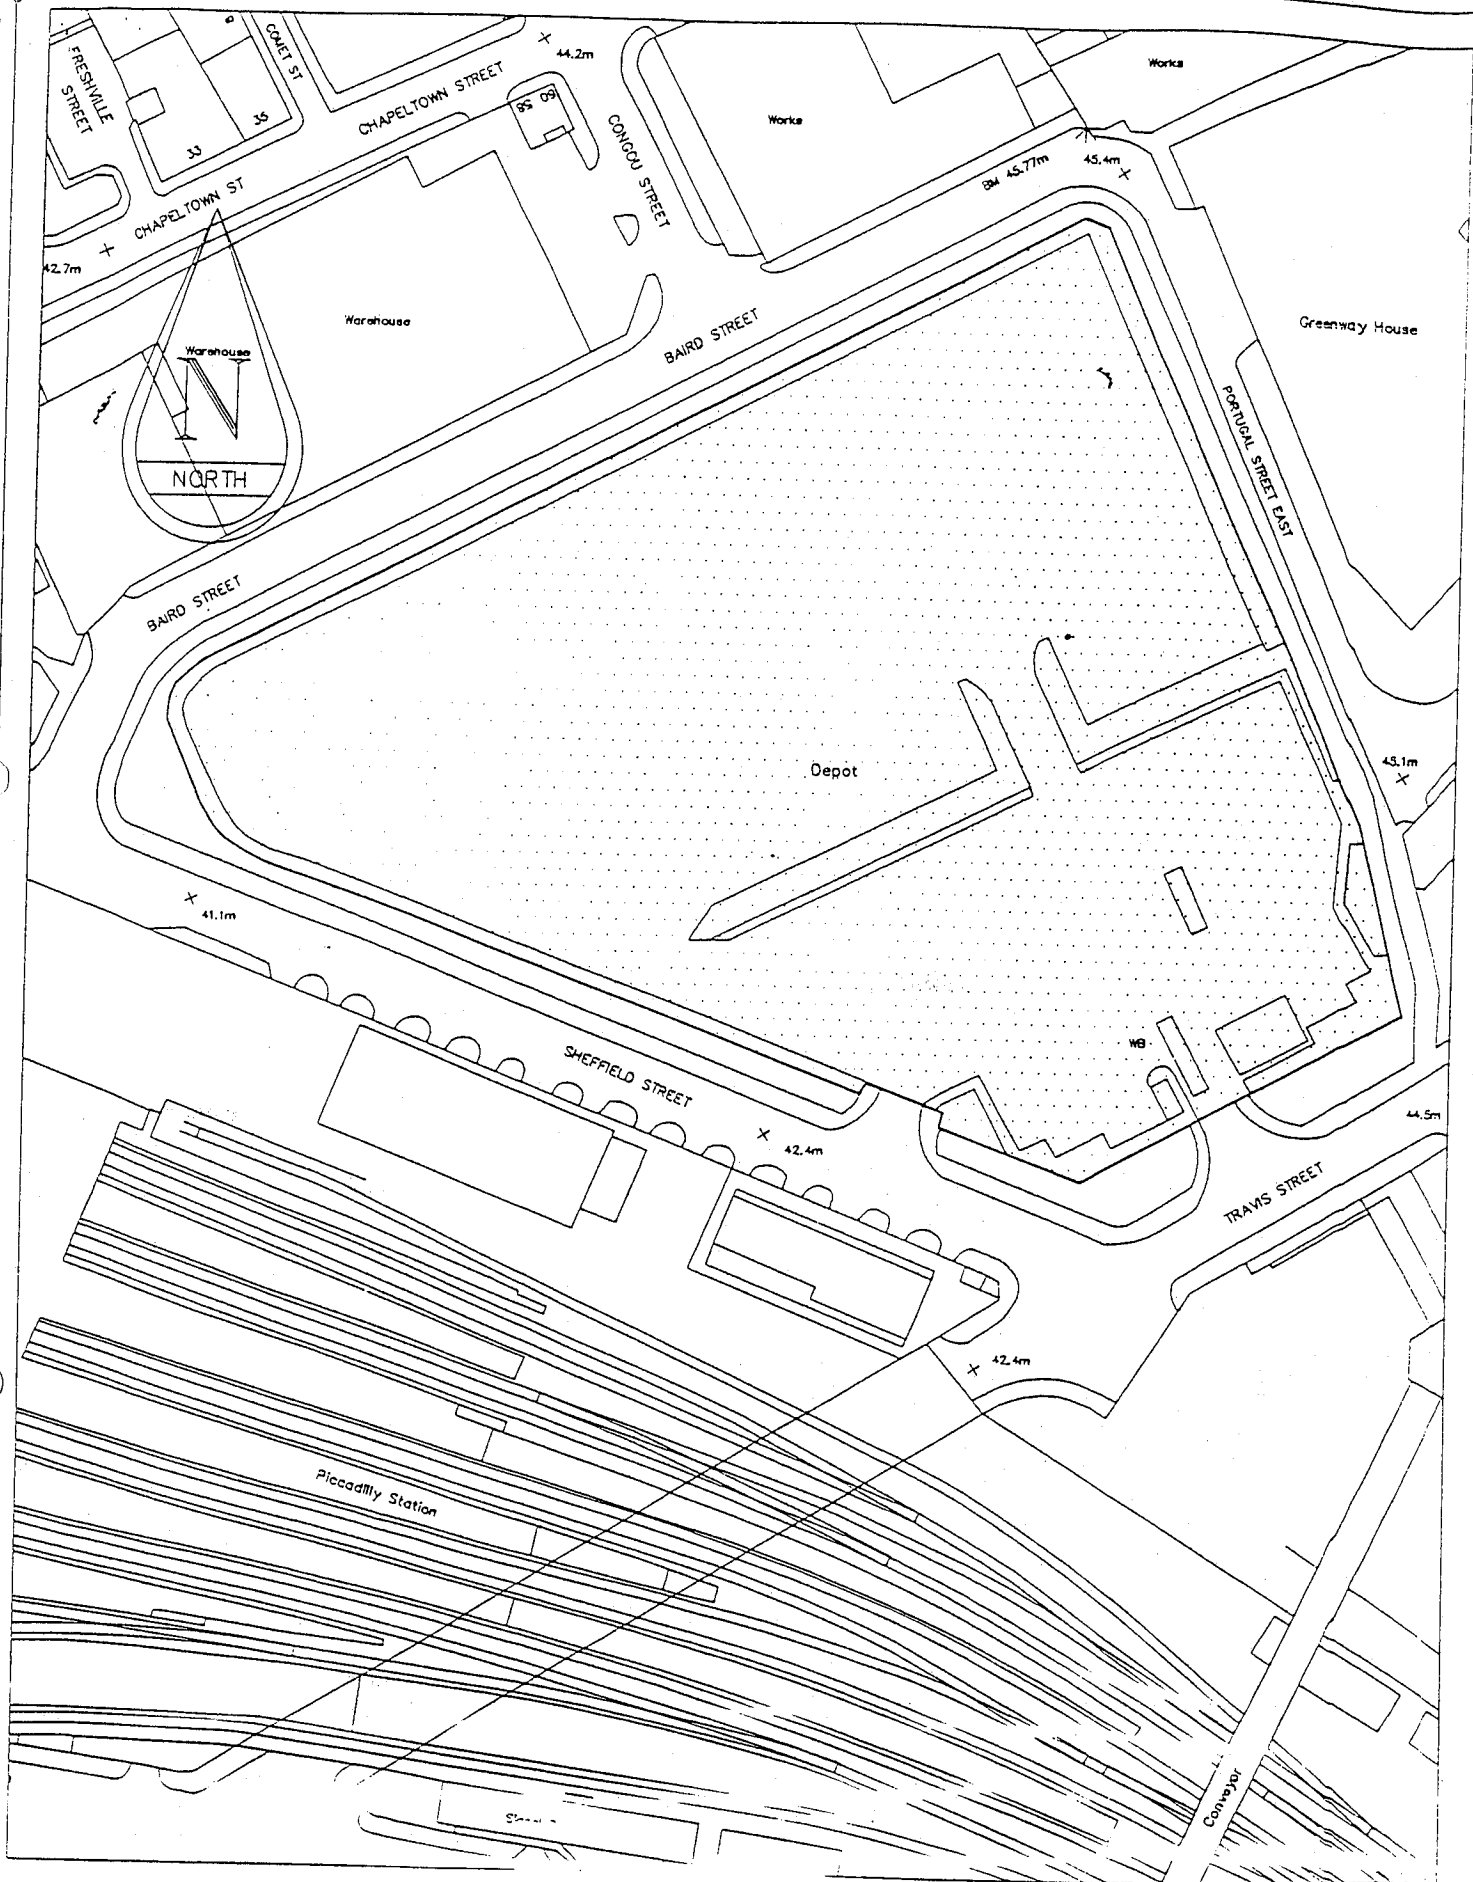 FRESHVILLE
STREET
COMET ST
33
35
CHAPELTOWN STREET
44.2m
58 60
CONGOU STREET
Works
Works
BM 45.77m
45.4m
CHAPELTOWN ST
42.7m
Warehouse
Warehouse
N
NORTH
BAIRD STREET
Greenway House
PORTUGAL STREET EAST
BAIRD STREET
Depot
45.1m
41.1m
WB
SHEFFIELD STREET
42.4m
44.5m
TRAVIS STREET
42.4m
Piccadilly Station
Conveyor